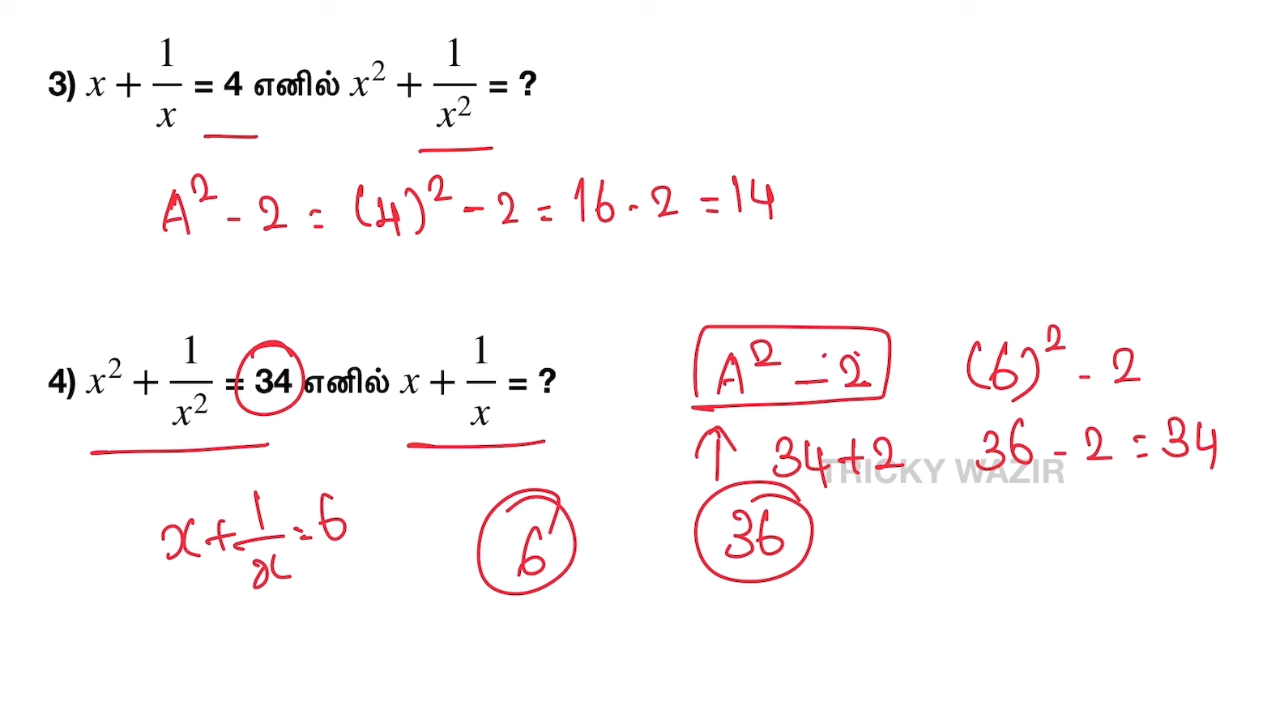 3) x + 1/x = 4 எனில் x² + 1/x² = ?
A² - 2 = (4)² - 2 = 16 - 2 = 14
4) x² + 1/x² = 34 எனில் x + 1/x = ?
A² - 2
(6)² - 2
34 + 2
36 - 2 = 34
TRICKY WAZIR
x + 1/x = 6
6
36